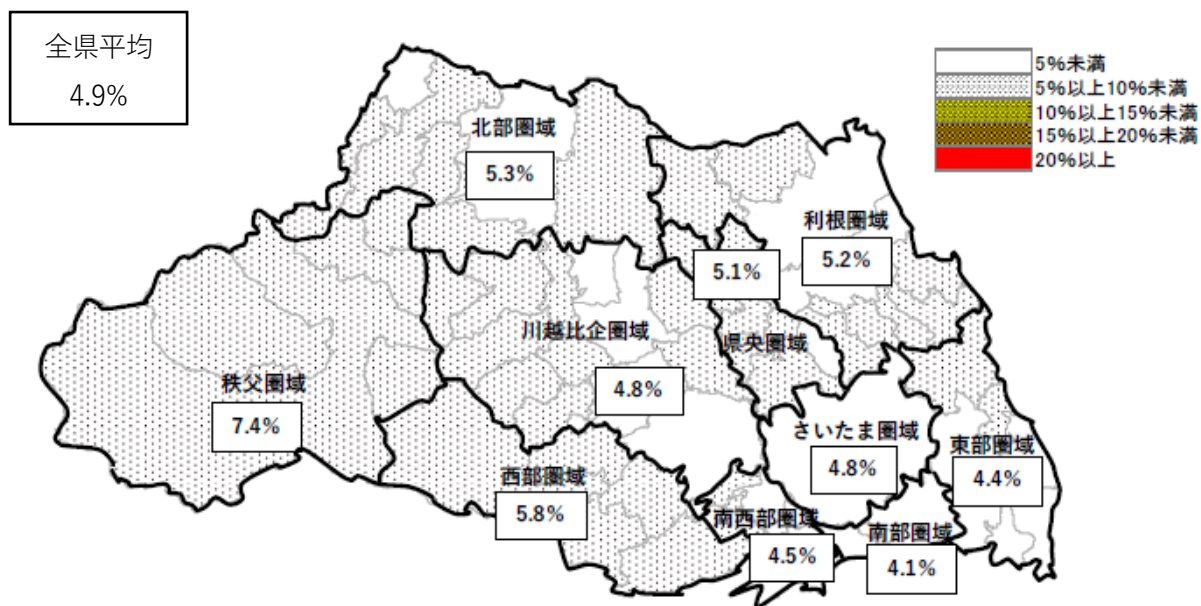 全県平均
4.9%
5%未満
5%以上10%未満
10%以上15%未満
15%以上20%未満
20%以上
北部圏域
5.3%
利根圏域
5.2%
5.1%
川越比企圏域
4.8%
県央圏域
秩父圏域
7.4%
さいたま圏域
4.8%
東部圏域
4.4%
西部圏域
5.8%
南西部圏域
4.5%
南部圏域
4.1%